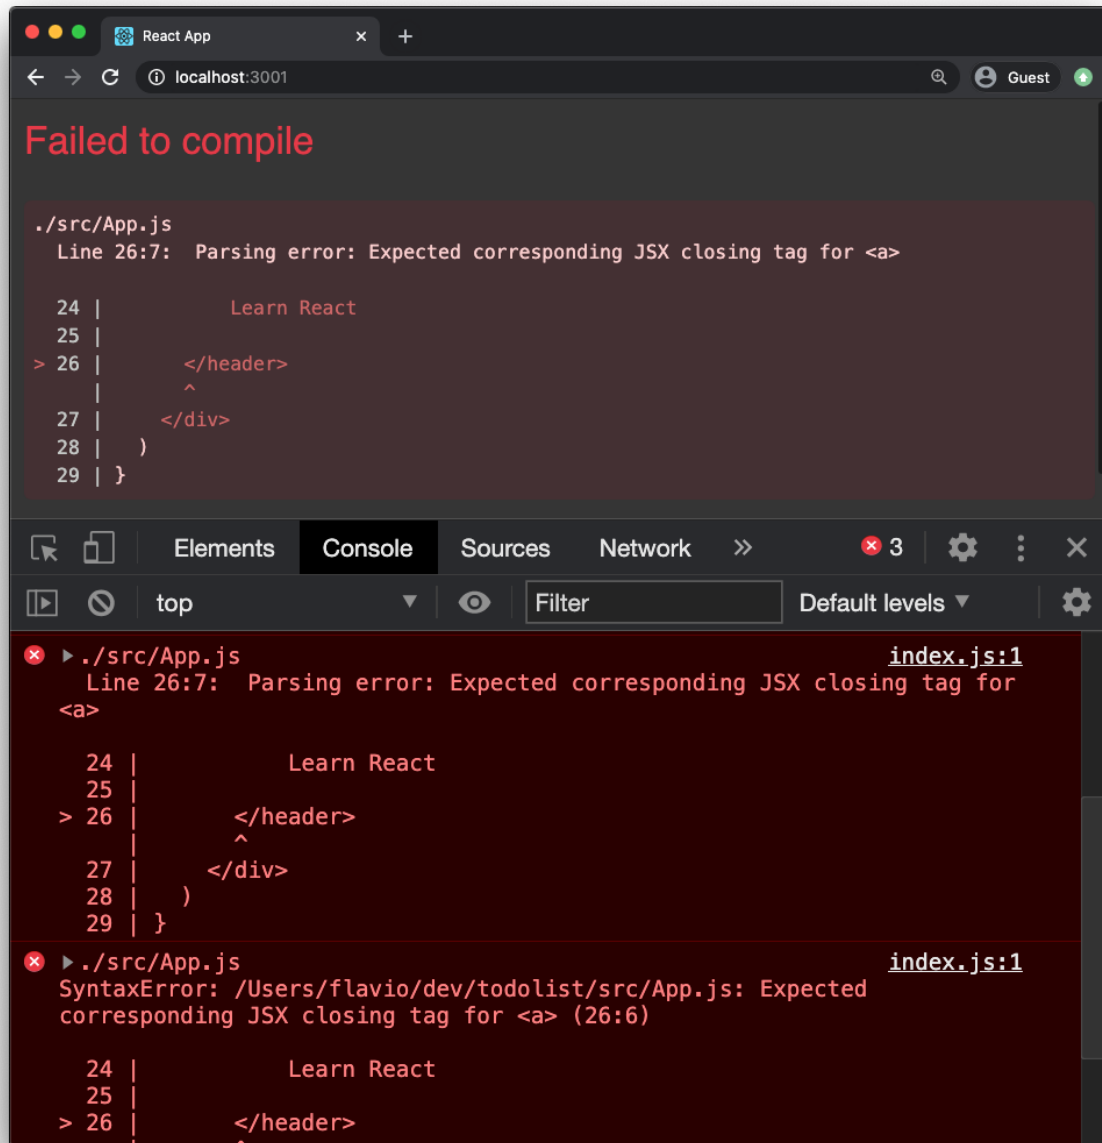 React App
localhost:3001
Guest
Failed to compile
./src/App.js
  Line 26:7:  Parsing error: Expected corresponding JSX closing tag for <a>
  24 |           Learn React
  25 |
> 26 |       </header>
     |       ^
  27 |     </div>
  28 |   )
  29 | }
Elements Console Sources Network » 3
top Filter Default levels
./src/App.js index.js:1
  Line 26:7:  Parsing error: Expected corresponding JSX closing tag for
<a>
  24 |           Learn React
  25 |
> 26 |       </header>
     |       ^
  27 |     </div>
  28 |   )
  29 | }
./src/App.js index.js:1
SyntaxError: /Users/flavio/dev/todolist/src/App.js: Expected
corresponding JSX closing tag for <a> (26:6)
  24 |           Learn React
  25 |
> 26 |       </header>